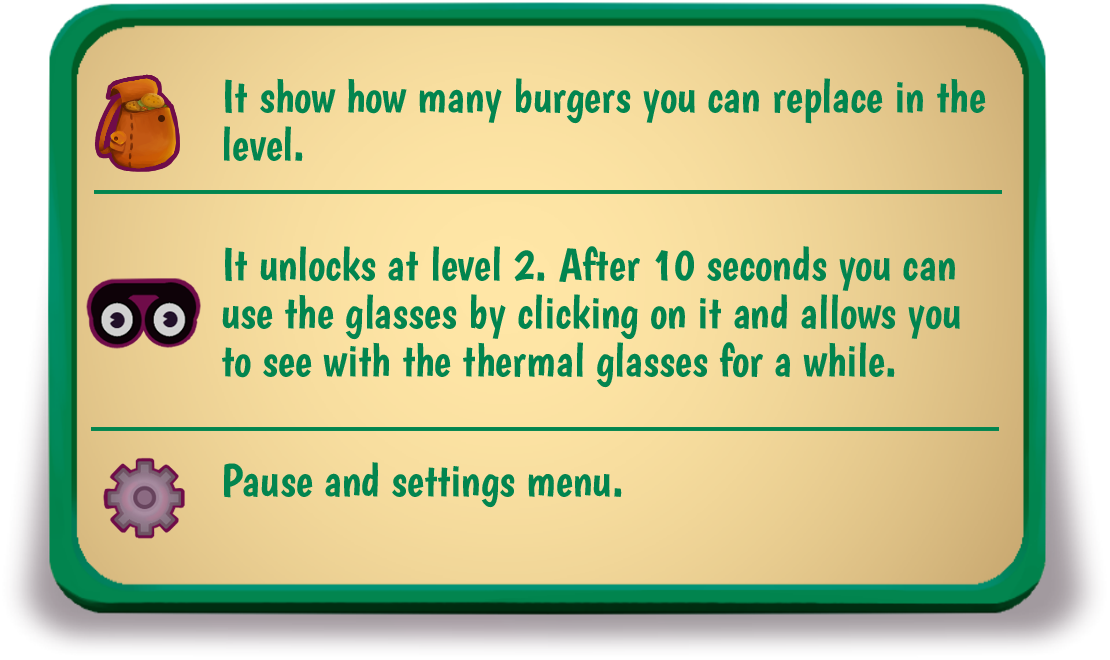 It show how many burgers you can replace in the
level.
It unlocks at level 2. After 10 seconds you can
use the glasses by clicking on it and allows you
to see with the thermal glasses for a while.
Pause and settings menu.